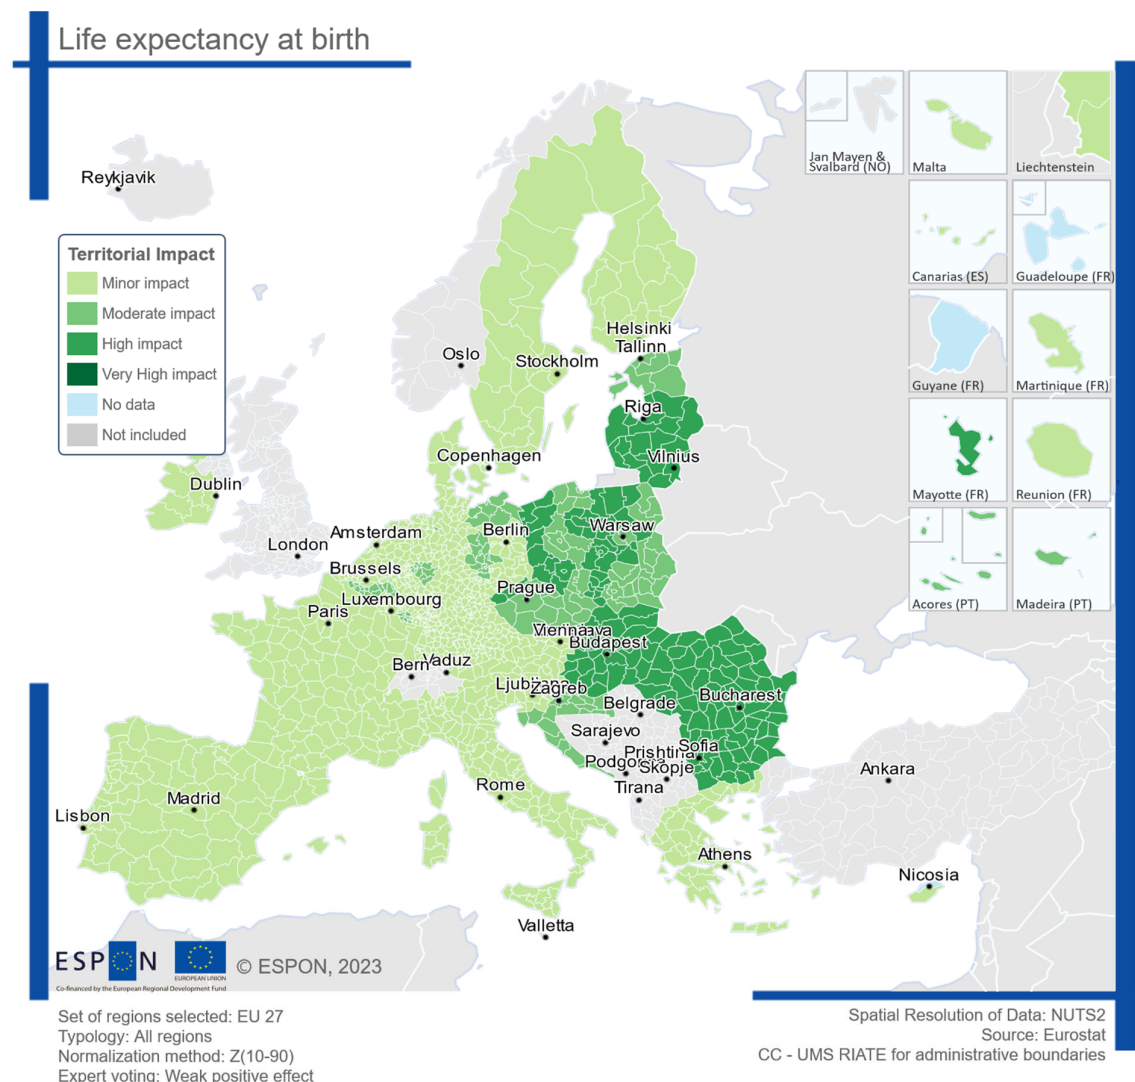 Life expectancy at birth
Jan Mayen &
Svalbard (NO)
Malta
Liechtenstein
Reykjavik
Territorial Impact
Minor impact
Moderate impact
High impact
Very High impact
No data
Not included
Canarias (ES)
Guadeloupe (FR)
Guyane (FR)
Martinique (FR)
Mayotte (FR)
Reunion (FR)
Acores (PT)
Madeira (PT)
Helsinki
Tallinn
Oslo
Stockholm
Riga
Copenhagen
Vilnius
Dublin
Amsterdam
Berlin
Warsaw
London
Brussels
Prague
Luxembourg
Paris
Budapest
Bern
Vaduz
Zagreb
Belgrade
Bucharest
Sarajevo
Prishtina
Sofia
Skopje
Tirana
Ankara
Rome
Madrid
Lisbon
Athens
Nicosia
Valletta
ESPON
EUROPEAN UNION
© ESPON, 2023
Co-financed by the European Regional Development Fund
Set of regions selected: EU 27
Typology: All regions
Normalization method: Z(10-90)
Expert voting: Weak positive effect
Spatial Resolution of Data: NUTS2
Source: Eurostat
CC - UMS RIATE for administrative boundaries